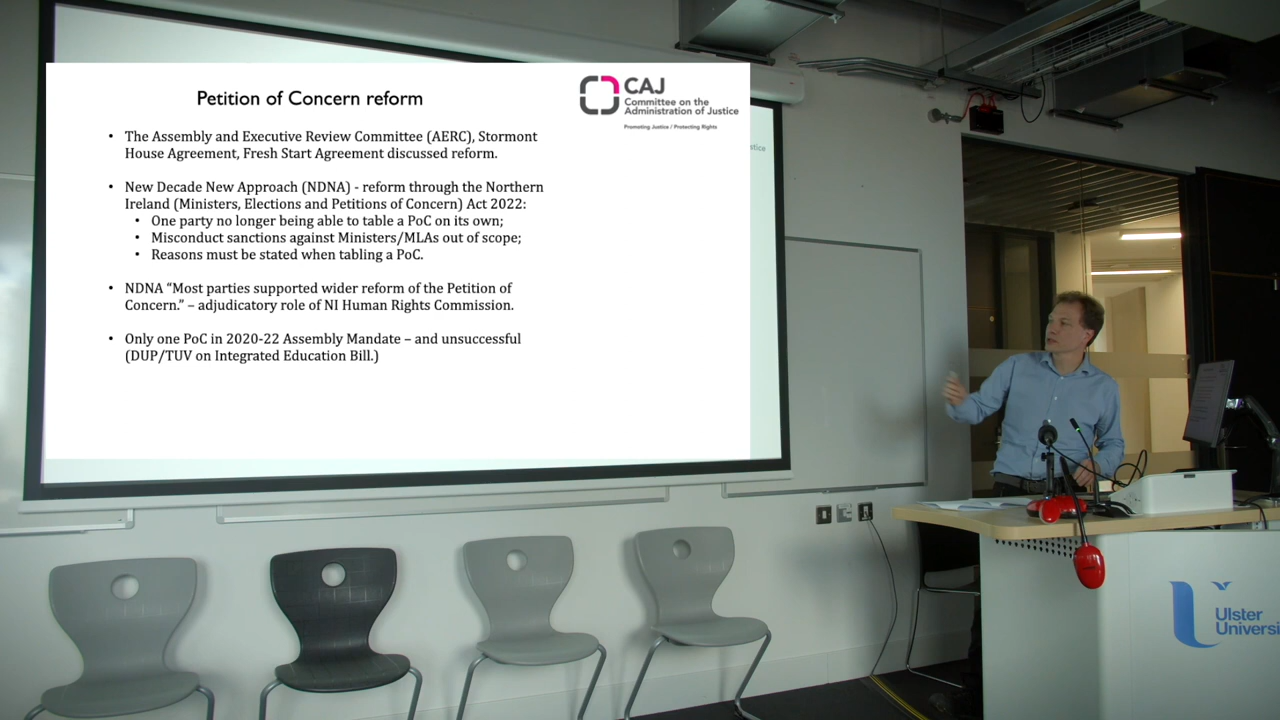 Petition of Concern reform
CAJ
Committee on the
Administration of Justice
Promoting Justice / Protecting Rights
• The Assembly and Executive Review Committee (AERC), Stormont
House Agreement, Fresh Start Agreement discussed reform.
• New Decade New Approach (NDNA) - reform through the Northern
Ireland (Ministers, Elections and Petitions of Concern) Act 2022:
• One party no longer being able to table a PoC on its own;
• Misconduct sanctions against Ministers/MLAs out of scope;
• Reasons must be stated when tabling a PoC.
• NDNA “Most parties supported wider reform of the Petition of
Concern.” – adjudicatory role of NI Human Rights Commission.
• Only one PoC in 2020-22 Assembly Mandate – and unsuccessful
(DUP/TUV on Integrated Education Bill.)
stice
Ulster
Universi